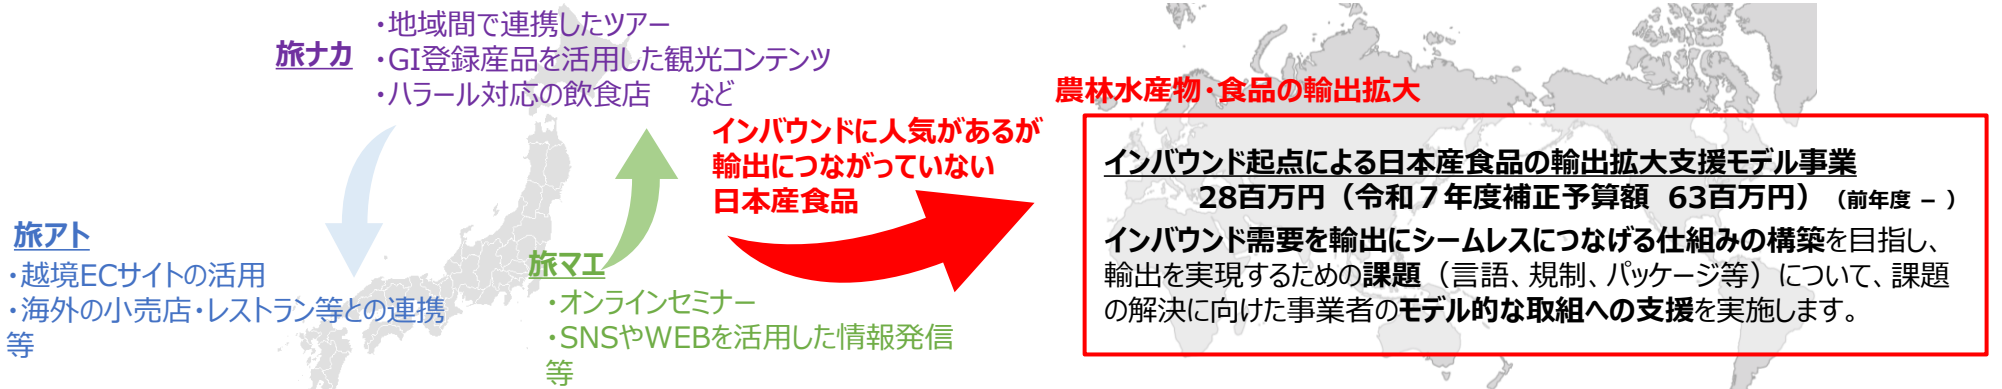 旅ナカ
・地域間で連携したツアー
・GI登録産品を活用した観光コンテンツ
・ハラール対応の飲食店　など
旅アト
・越境ECサイトの活用
・海外の小売店・レストラン等との連携
等
旅マエ
・オンラインセミナー
・SNSやWEBを活用した情報発信
等
インバウンドに人気があるが
輸出につながっていない
日本産食品
農林水産物・食品の輸出拡大
インバウンド起点による日本産食品の輸出拡大支援モデル事業
28百万円（令和７年度補正予算額 63百万円）（前年度 － ）
インバウンド需要を輸出にシームレスにつなげる仕組みの構築を目指し、
輸出を実現するための課題（言語、規制、パッケージ等）について、課題
の解決に向けた事業者のモデル的な取組への支援を実施します。